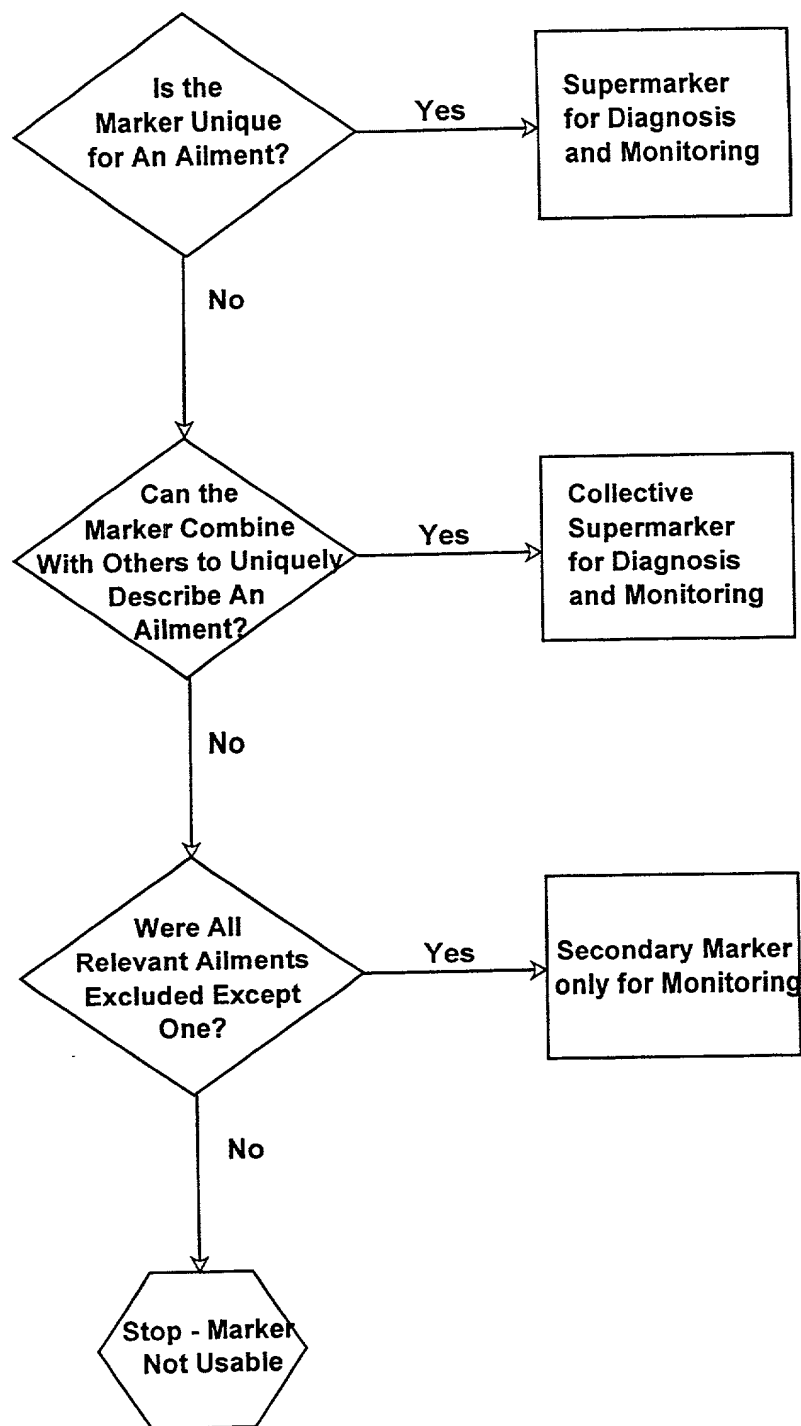 Is the
Marker Unique
for An Ailment?
Yes
Supermarker
for Diagnosis
and Monitoring
No
Can the
Marker Combine
With Others to Uniquely
Describe An
Ailment?
Yes
Collective
Supermarker
for Diagnosis
and Monitoring
No
Were All
Relevant Ailments
Excluded Except
One?
Yes
Secondary Marker
only for Monitoring
No
Stop - Marker
Not Usable